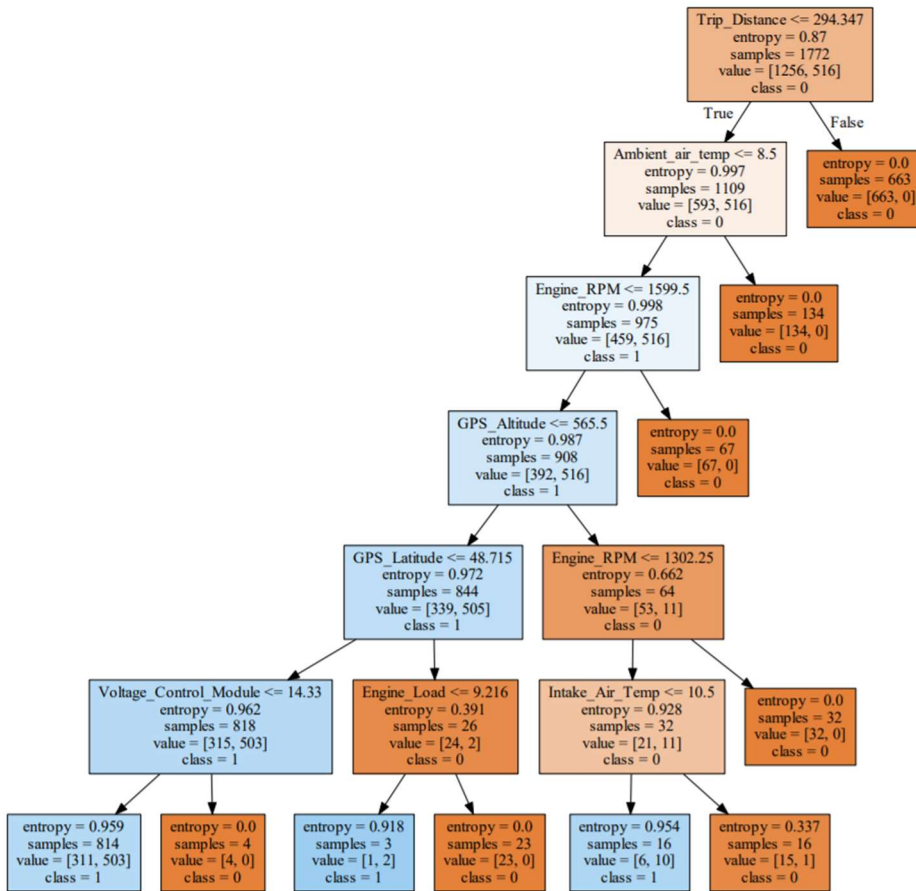 Trip_Distance <= 294.347
entropy = 0.87
samples = 1772
value = [1256, 516]
class = 0
True
False
Ambient_air_temp <= 8.5
entropy = 0.997
samples = 1109
value = [593, 516]
class = 0
entropy = 0.0
samples = 663
value = [663, 0]
class = 0
Engine_RPM <= 1599.5
entropy = 0.998
samples = 975
value = [459, 516]
class = 1
entropy = 0.0
samples = 134
value = [134, 0]
class = 0
GPS_Altitude <= 565.5
entropy = 0.987
samples = 908
value = [392, 516]
class = 1
entropy = 0.0
samples = 67
value = [67, 0]
class = 0
GPS_Latitude <= 48.715
entropy = 0.972
samples = 844
value = [339, 505]
class = 1
Engine_RPM <= 1302.25
entropy = 0.662
samples = 64
value = [53, 11]
class = 0
Voltage_Control_Module <= 14.33
entropy = 0.962
samples = 818
value = [315, 503]
class = 1
Engine_Load <= 9.216
entropy = 0.391
samples = 26
value = [24, 2]
class = 0
Intake_Air_Temp <= 10.5
entropy = 0.928
samples = 32
value = [21, 11]
class = 0
entropy = 0.0
samples = 32
value = [32, 0]
class = 0
entropy = 0.959
samples = 814
value = [311, 503]
class = 1
entropy = 0.0
samples = 4
value = [4, 0]
class = 0
entropy = 0.918
samples = 3
value = [1, 2]
class = 1
entropy = 0.0
samples = 23
value = [23, 0]
class = 0
entropy = 0.954
samples = 16
value = [6, 10]
class = 1
entropy = 0.337
samples = 16
value = [15, 1]
class = 0